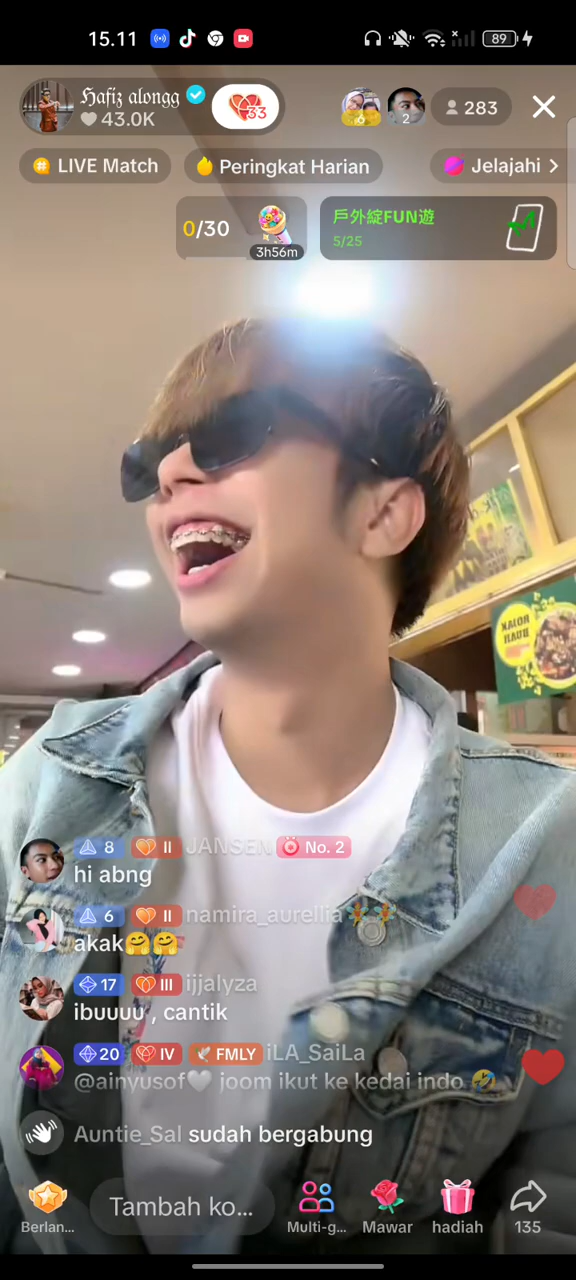 15.11
89
ℌafiz alongg
43.0K
33
6
2
283
LIVE Match
Peringkat Harian
Jelajahi
0/30
3h56m
戶外綻FUN遊
5/25
8 II JANSEN No. 2
hi abng
6 II namira_aurellia
akak🤗🤗
17 III ijjalyza
ibuuuu , cantik
20 IV FMLY iLA_SaiLa
@ainyusof🤍 joom ikut ke kedai indo 🤣
Auntie_Sal sudah bergabung
Berlan...
Tambah ko...
Multi-g...
Mawar
hadiah
135